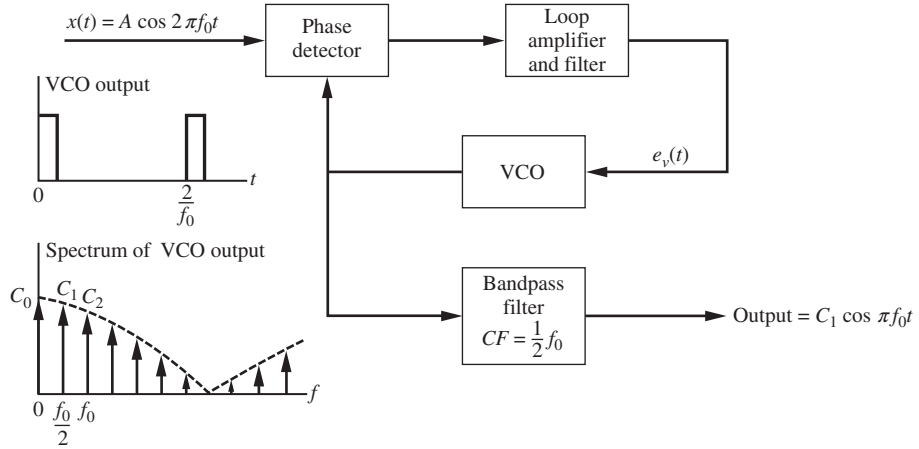 x(t) = A cos 2πf₀t
Phase
detector
Loop
amplifier
and filter
VCO output
0
2
f₀
t
VCO
e_v(t)
Spectrum of VCO output
C₀
C₁
C₂
0
f₀
2
f₀
f
Bandpass
filter
CF = 1/2 f₀
Output = C₁ cos πf₀t